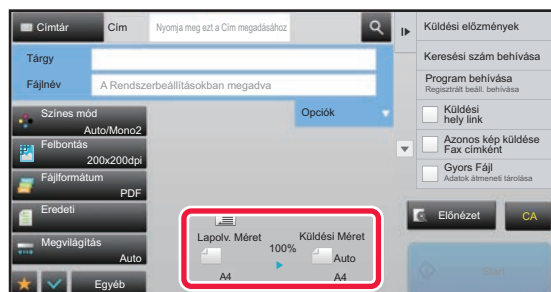 Címtár
Cím
Nyomja meg ezt a Cím megadásához
Tárgy
Fájlnév
A Rendszerbeállításokban megadva
Színes mód
Auto/Mono2
Felbontás
200x200dpi
Fájlformátum
PDF
Eredeti
Megvilágítás
Auto
Egyéb
Opciók
Lapolv. Méret
A4
100%
Küldési Méret
Auto
A4
Küldési előzmények
Keresési szám behívása
Program behívása
Regisztrált beáll. behívása
Küldési
hely link
Azonos kép küldése
Fax címként
Gyors Fájl
Adatok átmeneti tárolása
Előnézet
CA
Start